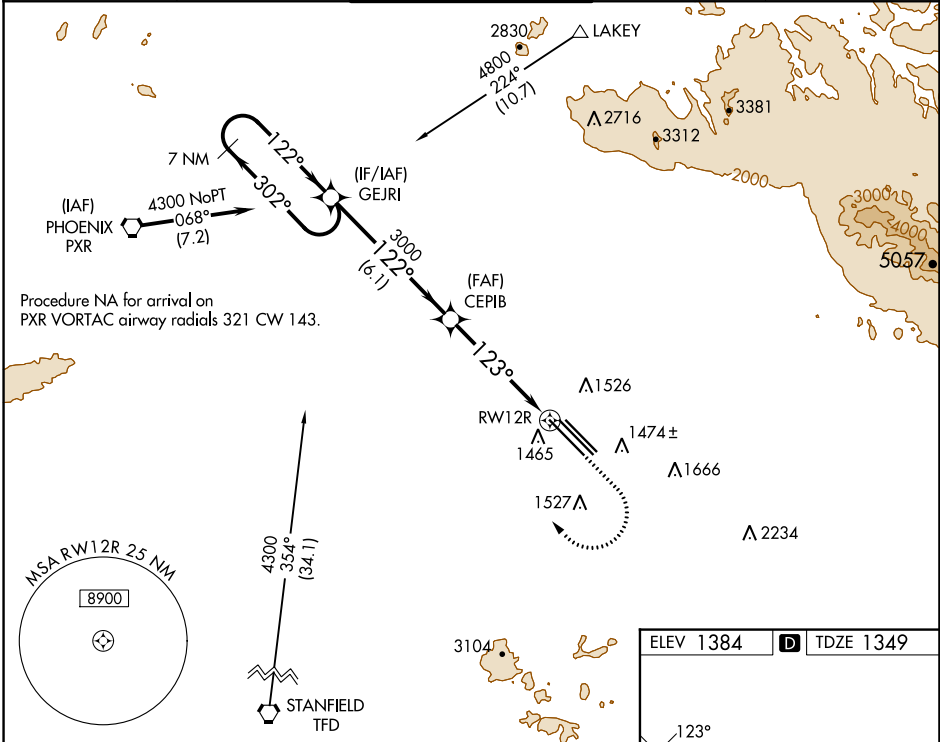 2830
LAKEY
4800
224°
(10.7)
2716
3381
3312
2000
3000
4000
5057
7 NM
122°
302°
(IF/IAF)
GEJRI
(IAF)
PHOENIX
PXR
4300 NoPT
068°
(7.2)
3000
122°
(6.1)
(FAF)
CEPIB
Procedure NA for arrival on
PXR VORTAC airway radials 321 CW 143.
123°
1526
RW12R
1465
1474±
1666
1527
2234
4300
354°
(34.1)
MSA RW12R 25 NM
8900
STANFIELD
TFD
3104
ELEV 1384 D TDZE 1349
123°